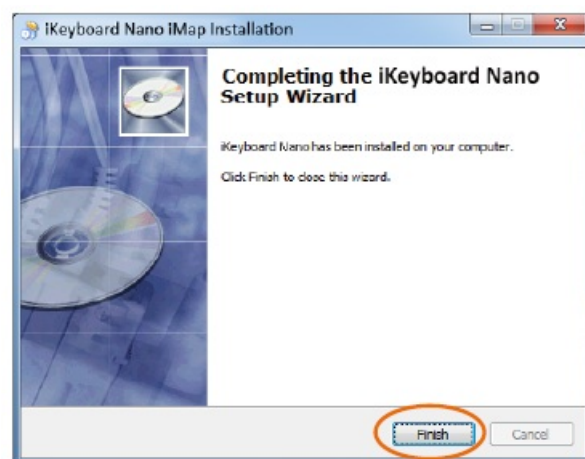 iKeyboard Nano iMap Installation
Completing the iKeyboard Nano
Setup Wizard
iKeyboard Nano has been installed on your computer.
Click Finish to close this wizard.
Finish
Cancel